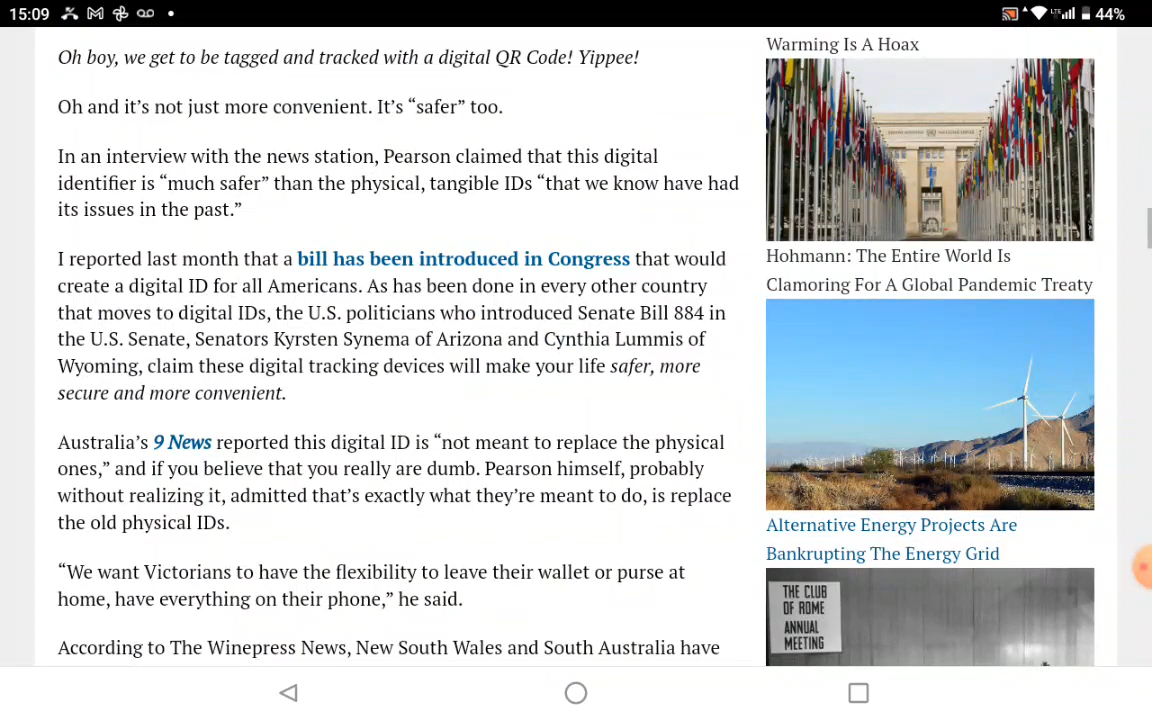 15:09
LTE
44%
Oh boy, we get to be tagged and tracked with a digital QR Code! Yippee!
Oh and it’s not just more convenient. It’s “safer” too.
In an interview with the news station, Pearson claimed that this digital
identifier is “much safer” than the physical, tangible IDs “that we know have had
its issues in the past.”
I reported last month that a bill has been introduced in Congress that would
create a digital ID for all Americans. As has been done in every other country
that moves to digital IDs, the U.S. politicians who introduced Senate Bill 884 in
the U.S. Senate, Senators Kyrsten Synema of Arizona and Cynthia Lummis of
Wyoming, claim these digital tracking devices will make your life safer, more
secure and more convenient.
Australia’s 9 News reported this digital ID is “not meant to replace the physical
ones,” and if you believe that you really are dumb. Pearson himself, probably
without realizing it, admitted that’s exactly what they’re meant to do, is replace
the old physical IDs.
“We want Victorians to have the flexibility to leave their wallet or purse at
home, have everything on their phone,” he said.
According to The Winepress News, New South Wales and South Australia have
Warming Is A Hoax
Hohmann: The Entire World Is
Clamoring For A Global Pandemic Treaty
Alternative Energy Projects Are
Bankrupting The Energy Grid
THE CLUB
OF ROME
ANNUAL
MEETING